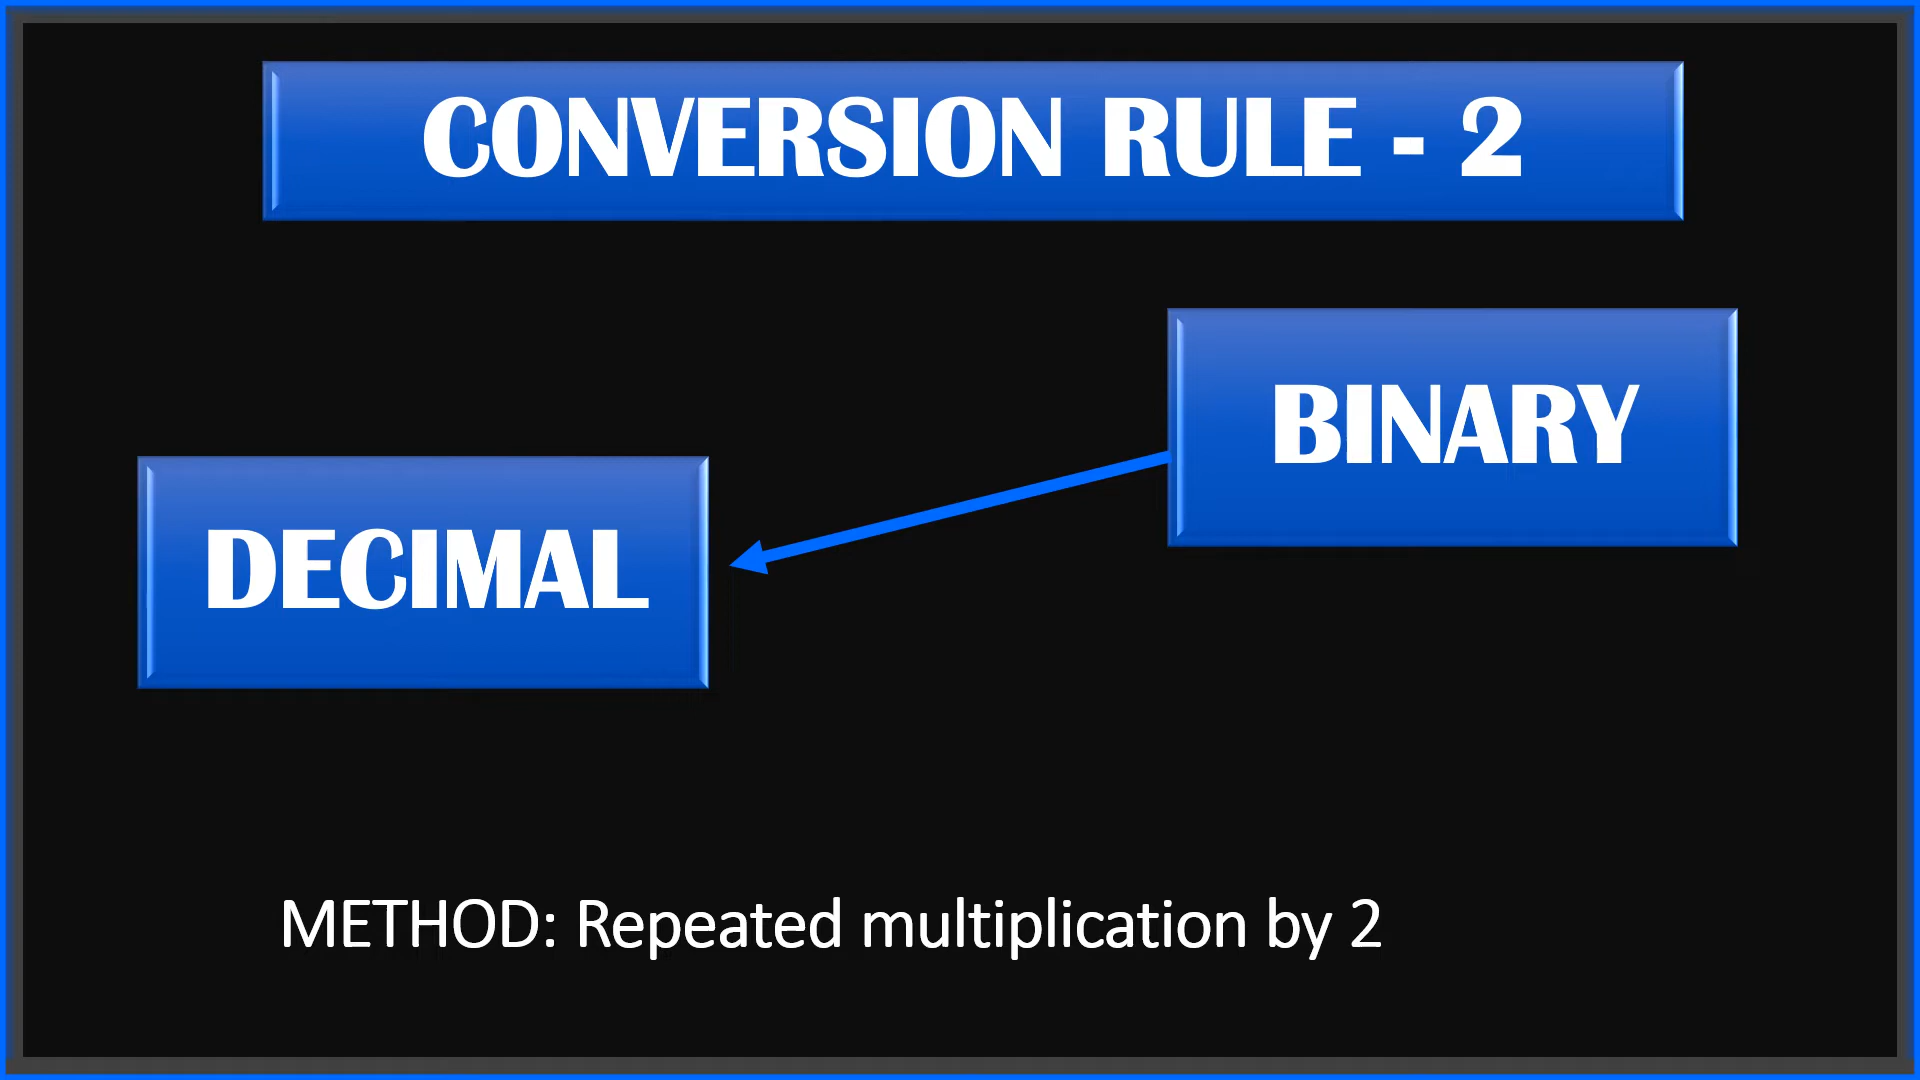 CONVERSION RULE - 2
BINARY
DECIMAL
METHOD: Repeated multiplication by 2